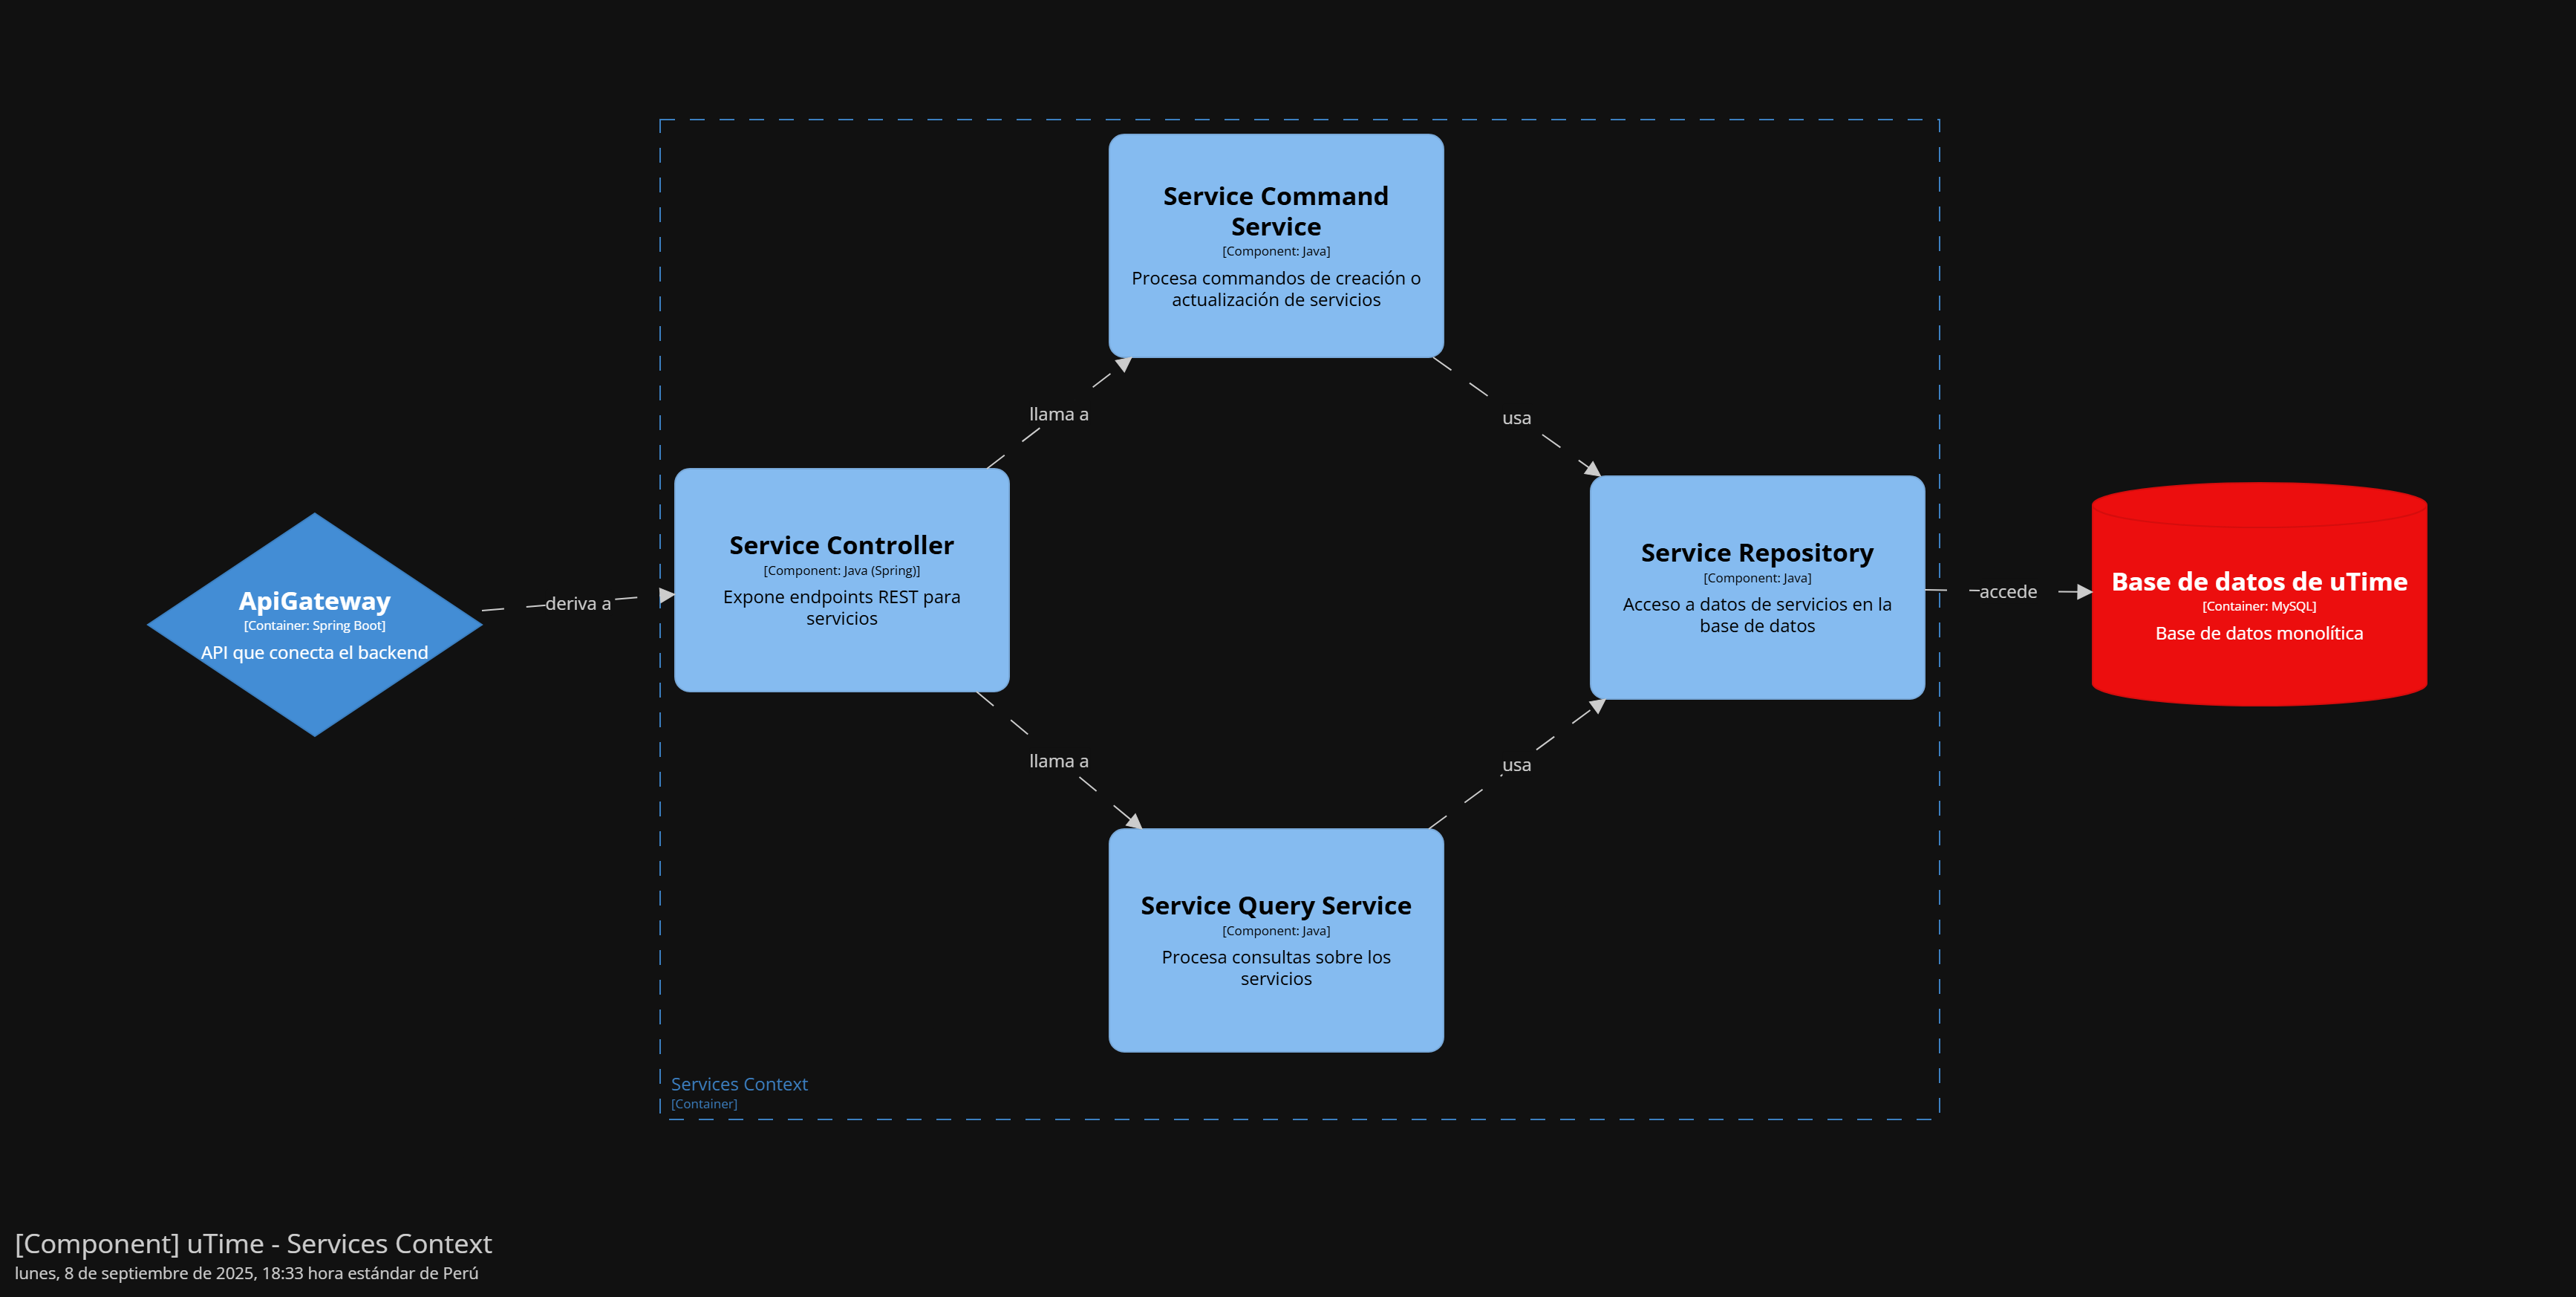 Service Command
Service
[Component: Java]
Procesa commandos de creación o
actualización de servicios
llama a
usa
Service Controller
[Component: Java (Spring)]
Expone endpoints REST para
servicios
Service Repository
[Component: Java]
Acceso a datos de servicios en la
base de datos
ApiGateway
[Container: Spring Boot]
API que conecta el backend
deriva a
accede
Base de datos de uTime
[Container: MySQL]
Base de datos monolítica
llama a
usa
Service Query Service
[Component: Java]
Procesa consultas sobre los
servicios
Services Context
[Container]
[Component] uTime - Services Context
lunes, 8 de septiembre de 2025, 18:33 hora estándar de Perú